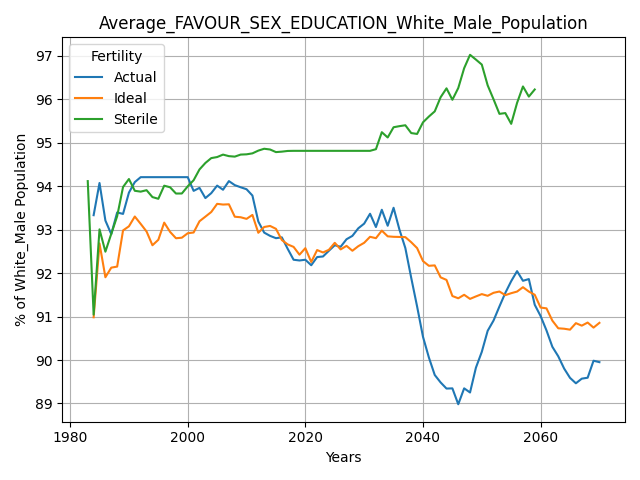 Average_FAVOUR_SEX_EDUCATION_White_Male_Population
Fertility
Actual
Ideal
Sterile
% of White_Male Population
97
96
95
94
93
92
91
90
89
1980
2000
2020
2040
2060
Years